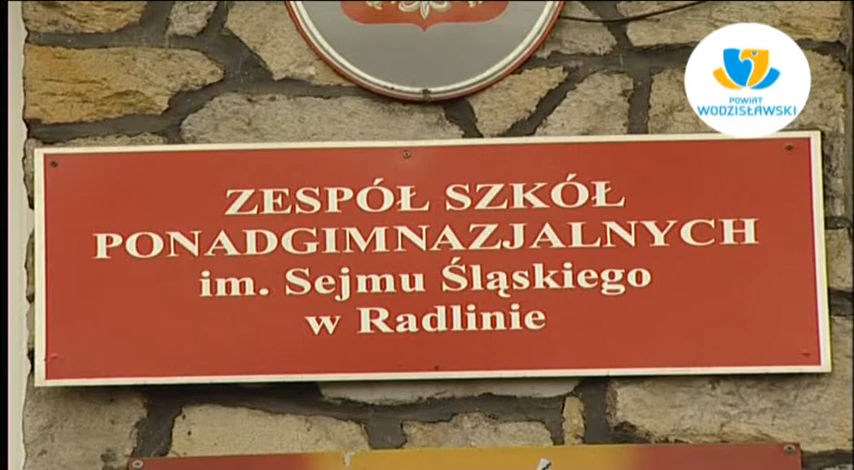 POWIAT
WODZISŁAWSKI
ZESPÓŁ SZKÓŁ
PONADGIMNAZJALNYCH
im. Sejmu Śląskiego
w Radlinie